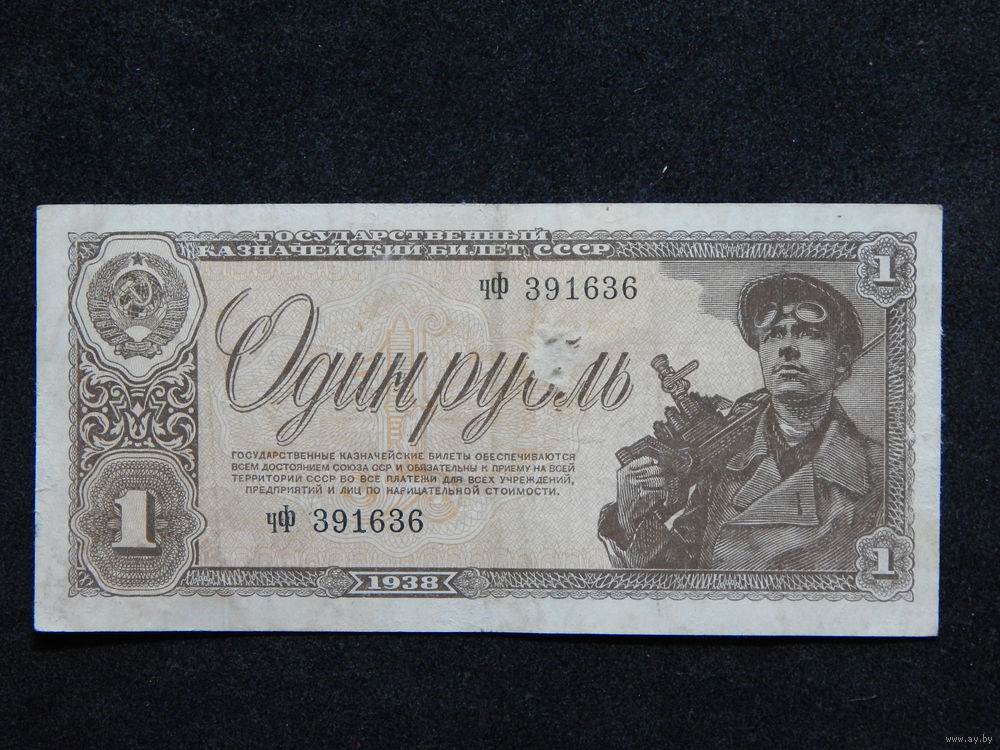 ГОСУДАРСТВЕННЫЙ
КАЗНАЧЕЙСКИЙ БИЛЕТ СССР
1
чФ 391636
Один рубль
ГОСУДАРСТВЕННЫЕ КАЗНАЧЕЙСКИЕ БИЛЕТЫ ОБЕСПЕЧИВАЮТСЯ
ВСЕМ ДОСТОЯНИЕМ СОЮЗА ССР И ОБЯЗАТЕЛЬНЫ К ПРИЕМУ НА ВСЕЙ
ТЕРРИТОРИИ СССР ВО ВСЕ ПЛАТЕЖИ ДЛЯ ВСЕХ УЧРЕЖДЕНИЙ,
ПРЕДПРИЯТИЙ И ЛИЦ ПО НАРИЦАТЕЛЬНОЙ СТОИМОСТИ.
1
чФ 391636
1938
1
www.ay.by